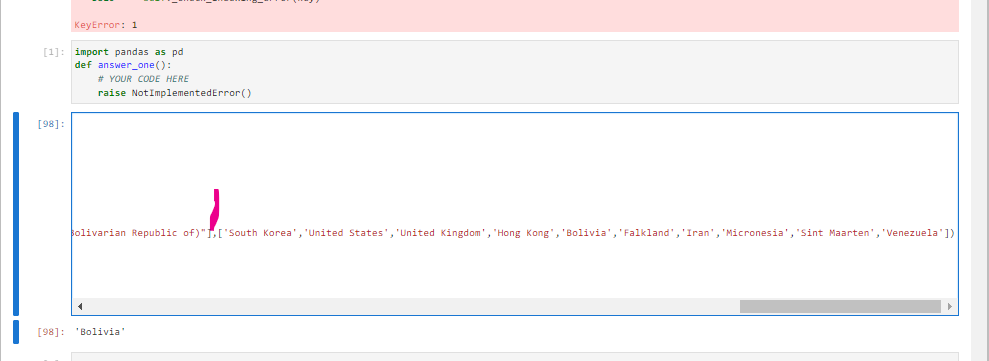 KeyError: 1
[1]:
import pandas as pd
def answer_one():
# YOUR CODE HERE
raise NotImplementedError()
[98]:
Bolivarian Republic of)"],['South Korea','United States','United Kingdom','Hong Kong','Bolivia','Falkland','Iran','Micronesia','Sint Maarten','Venezuela'])
[98]: 'Bolivia'